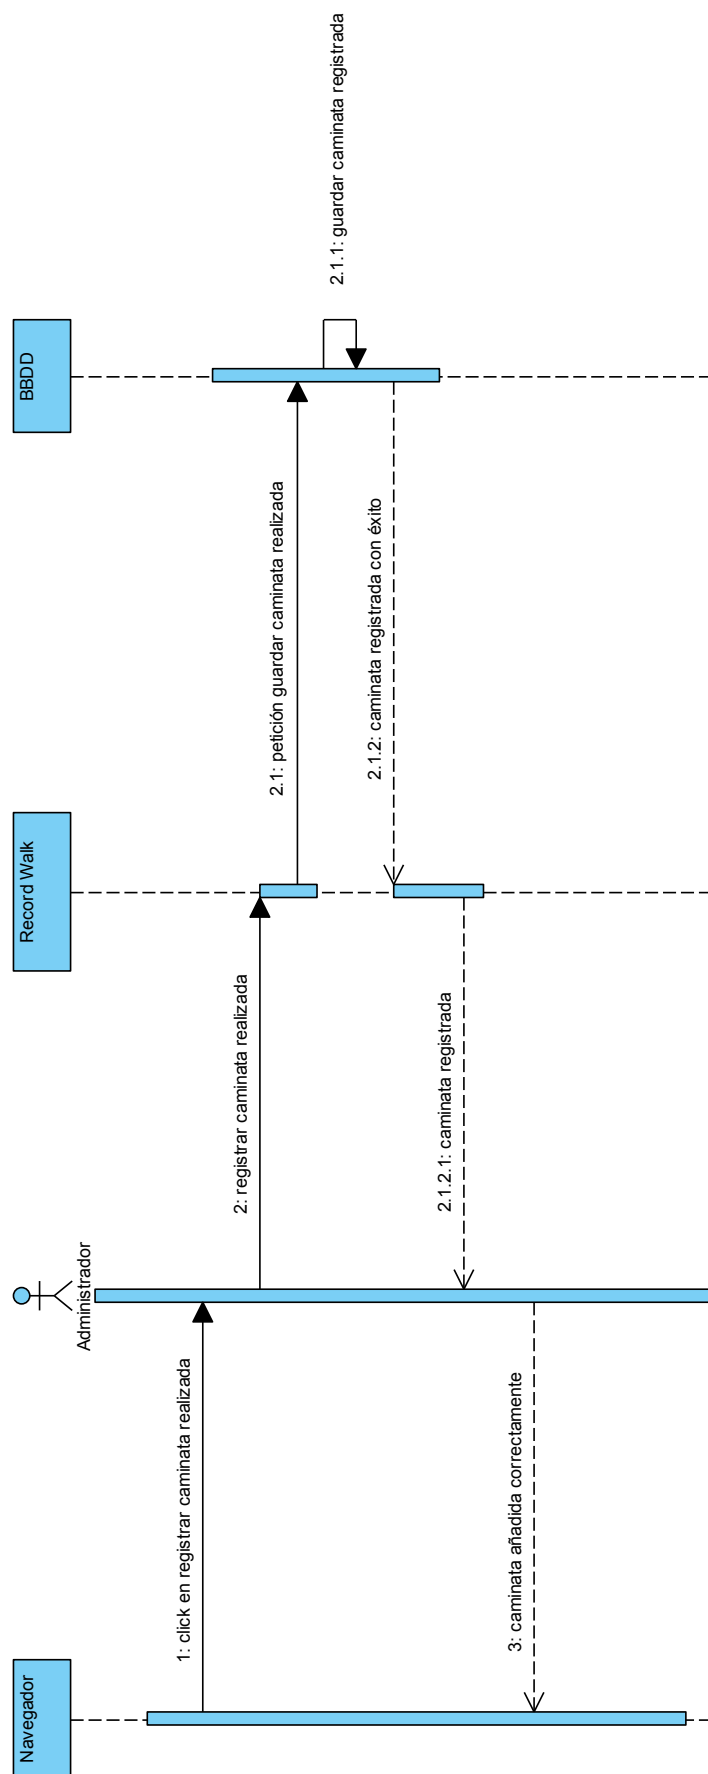 Navegador
Administrador
Record Walk
BBDD
1: click en registrar caminata realizada
2: registrar caminata realizada
2.1: petición guardar caminata realizada
2.1.1: guardar caminata registrada
2.1.2: caminata registrada con éxito
2.1.2.1: caminata registrada
3: caminata añadida correctamente